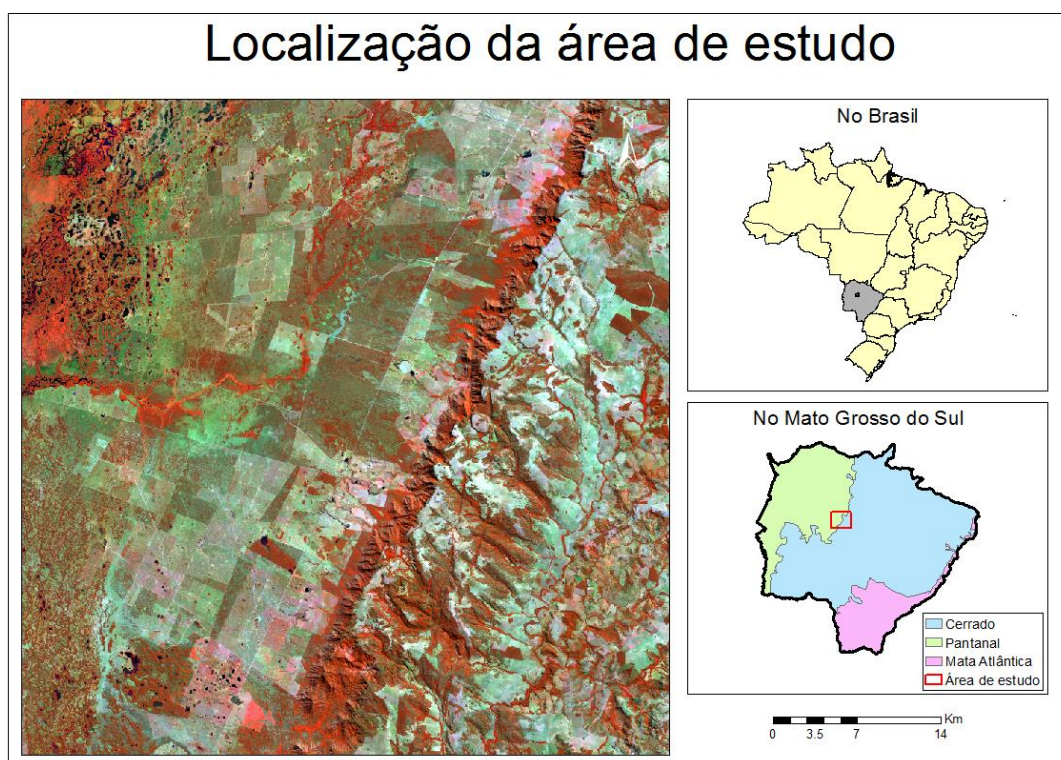 Localização da área de estudo
No Brasil
No Mato Grosso do Sul
Cerrado
Pantanal
Mata Atlântica
Área de estudo
Km
0 3.5 7 14